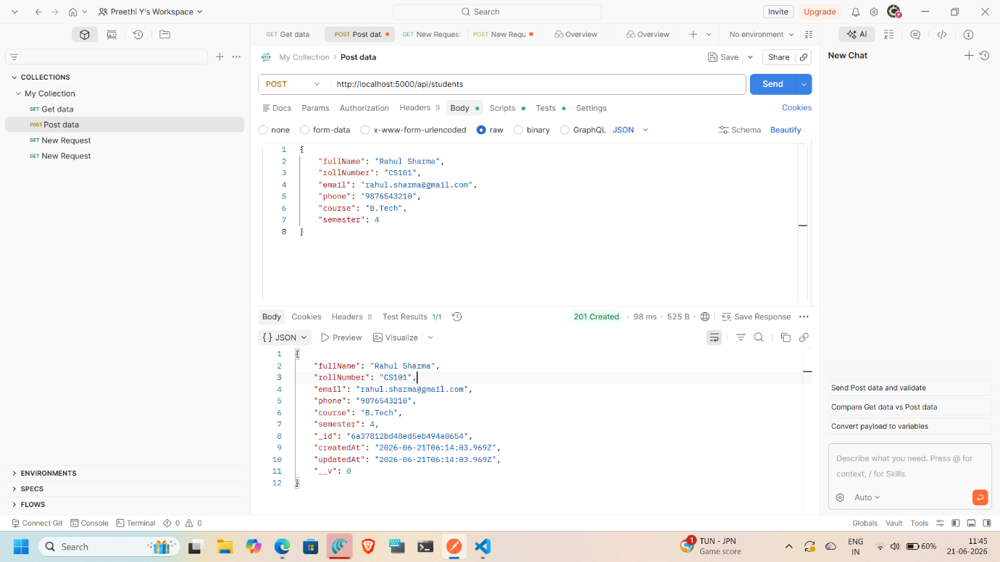 Preethi Y's Workspace
Search
Invite
Upgrade
GET Get data
POST Post dat
GET New Reques
POST New Requ
Overview
Overview
No environment
AI
My Collection > Post data
Save
Share
New Chat
COLLECTIONS
My Collection
GET Get data
POST Post data
GET New Request
GET New Request
ENVIRONMENTS
SPECS
FLOWS
POST http://localhost:5000/api/students
Send
Docs Params Authorization Headers 9 Body Scripts Tests Settings Cookies
none form-data x-www-form-urlencoded raw binary GraphQL JSON Schema Beautify
1 {
2 "fullName": "Rahul Sharma",
3 "rollNumber": "CS101",
4 "email": "rahul.sharma@gmail.com",
5 "phone": "9876543210",
6 "course": "B.Tech",
7 "semester": 4
8 }
Body Cookies Headers 8 Test Results 1/1 201 Created • 98 ms • 525 B e.g. Save Response
{} JSON Preview Visualize
1 {
2 "fullName": "Rahul Sharma",
3 "rollNumber": "CS101",
4 "email": "rahul.sharma@gmail.com",
5 "phone": "9876543210",
6 "course": "B.Tech",
7 "semester": 4,
8 "_id": "6a37812bd48ed5eb494a0654",
9 "createdAt": "2026-06-21T06:14:03.969Z",
10 "updatedAt": "2026-06-21T06:14:03.969Z",
11 "__v": 0
12 }
Send Post data and validate
Compare Get data vs Post data
Convert payload to variables
Describe what you need. Press @ for
context, / for Skills.
Auto
Connect Git Console Terminal 0 0
Globals Vault Tools
Search
1
TUN - JPN
Game score
ENG
IN
60%
11:45
21-06-2026